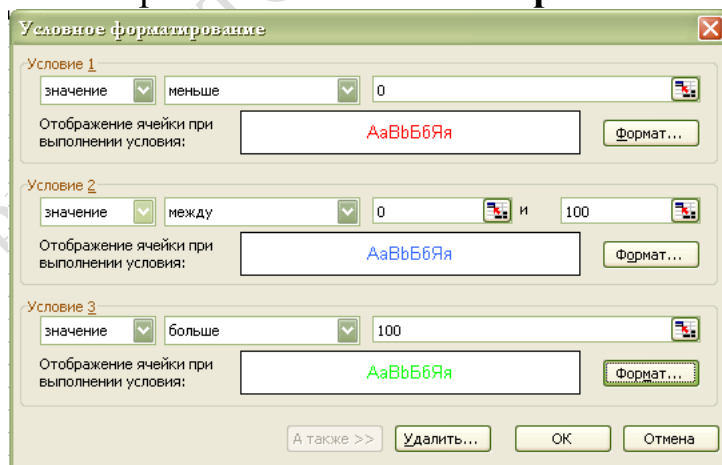 Условное форматирование
Условие 1
значение меньше 0
Отображение ячейки при
выполнении условия:
АаВbБбЯя
Формат...
Условие 2
значение между 0 и 100
Отображение ячейки при
выполнении условия:
АаВbБбЯя
Формат...
Условие 3
значение больше 100
Отображение ячейки при
выполнении условия:
АаВbБбЯя
Формат...
А также >> Удалить... ОК Отмена